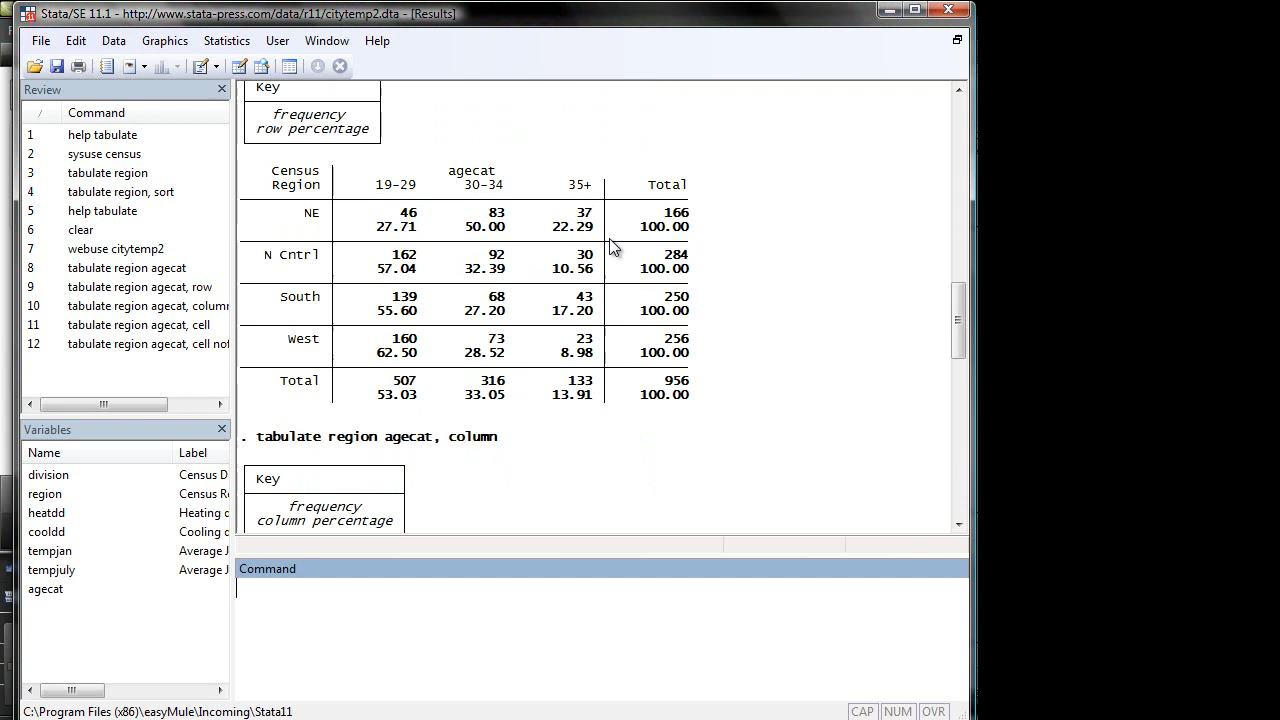 Stata/SE 11.1 - http://www.stata-press.com/data/r11/citytemp2.dta - [Results]
File Edit Data Graphics Statistics User Window Help
Review
/ Command
1 help tabulate
2 sysuse census
3 tabulate region
4 tabulate region, sort
5 help tabulate
6 clear
7 webuse citytemp2
8 tabulate region agecat
9 tabulate region agecat, row
10 tabulate region agecat, column
11 tabulate region agecat, cell
12 tabulate region agecat, cell not
Variables
Name Label
division Census D
region Census Re
heatdd Heating d
cooldd Cooling d
tempjan Average J
tempjuly Average J
agecat
Key
frequency
row percentage
Census agecat
Region 19-29 30-34 35+ Total
NE 46 83 37 166
27.71 50.00 22.29 100.00
N Cntrl 162 92 30 284
57.04 32.39 10.56 100.00
South 139 68 43 250
55.60 27.20 17.20 100.00
West 160 73 23 256
62.50 28.52 8.98 100.00
Total 507 316 133 956
53.03 33.05 13.91 100.00
. tabulate region agecat, column
Key
frequency
column percentage
Command
C:\Program Files (x86)\easyMule\Incoming\Stata11
CAP NUM OVR